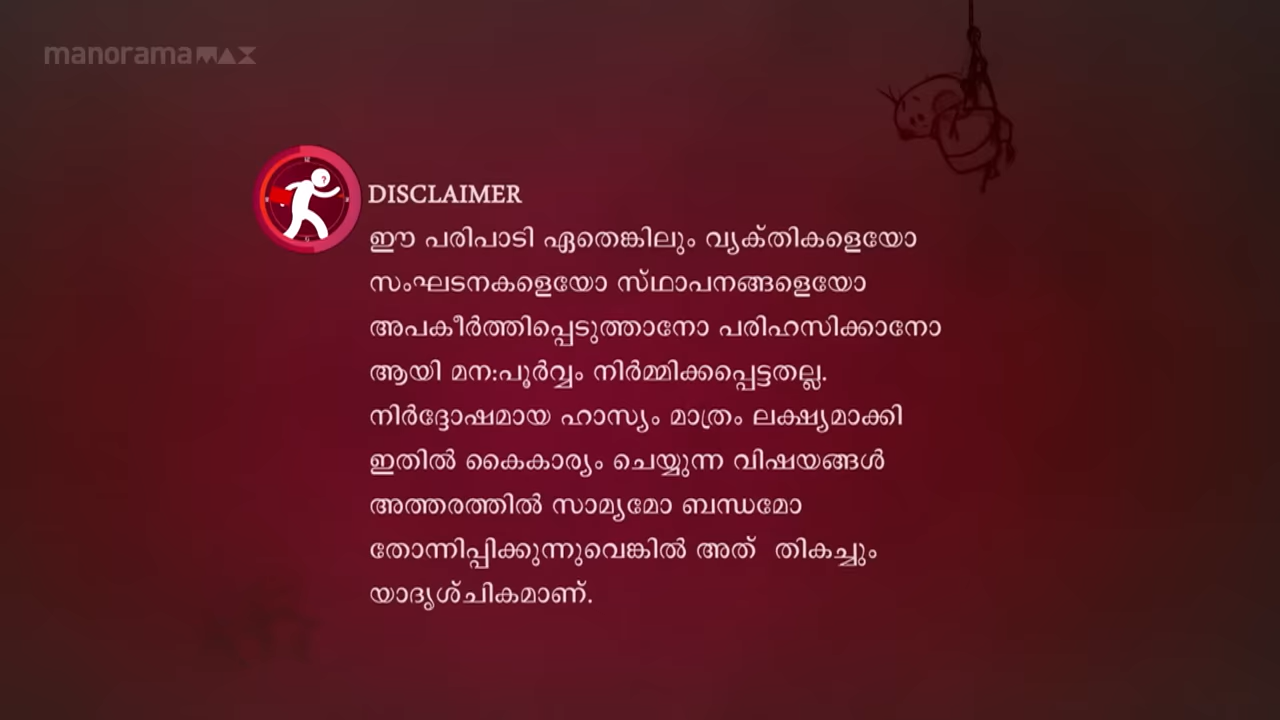 manorama MAX
DISCLAIMER
ഈ പരിപാടി ഏതെങ്കിലും വ്യക്തികളെയോ
സംഘടനകളെയോ സ്ഥാപനങ്ങളെയോ
അപകീർത്തിപ്പെടുത്താനോ പരിഹസിക്കാനോ
ആയി മന:പൂർവ്വം നിർമ്മിക്കപ്പെട്ടതല്ല.
നിർദ്ദോഷമായ ഹാസ്യം മാത്രം ലക്ഷ്യമാക്കി
ഇതിൽ കൈകാര്യം ചെയ്യുന്ന വിഷയങ്ങൾ
അത്തരത്തിൽ സാമ്യമോ ബന്ധമോ
തോന്നിപ്പിക്കുന്നുവെങ്കിൽ അത് തികച്ചും
യാദൃശ്ചികമാണ്.